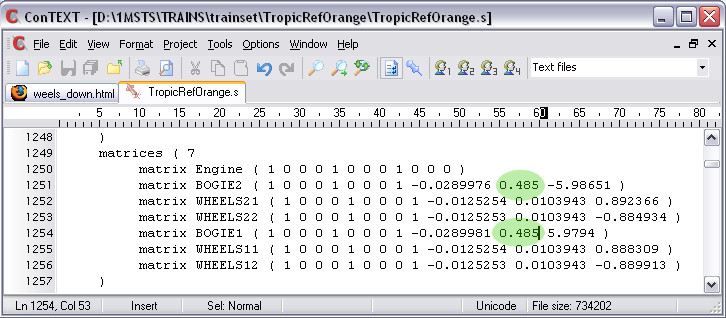 ConTEXT - [D:\1MSTS\TRAINS\trainset\TropicRefOrange\TropicRefOrange.s]
File Edit View Format Project Tools Options Window Help
1 2 3 4 Text files
weels_down.html TropicRefOrange.s
5 10 15 20 25 30 35 40 45 50 55 60 65 70 75 80
1248 )
1249 matrices ( 7
1250 matrix Engine ( 1 0 0 0 1 0 0 0 1 0 0 0 )
1251 matrix BOGIE2 ( 1 0 0 0 1 0 0 0 1 -0.0289976 0.485 -5.98651 )
1252 matrix WHEELS21 ( 1 0 0 0 1 0 0 0 1 -0.0125254 0.0103943 0.892366 )
1253 matrix WHEELS22 ( 1 0 0 0 1 0 0 0 1 -0.0125253 0.0103943 -0.884934 )
1254 matrix BOGIE1 ( 1 0 0 0 1 0 0 0 1 -0.0289981 0.485 5.9794 )
1255 matrix WHEELS11 ( 1 0 0 0 1 0 0 0 1 -0.0125254 0.0103943 0.888309 )
1256 matrix WHEELS12 ( 1 0 0 0 1 0 0 0 1 -0.0125253 0.0103943 -0.889913 )
1257 )
Ln 1254, Col 53 Insert Sel: Normal Unicode File size: 734202